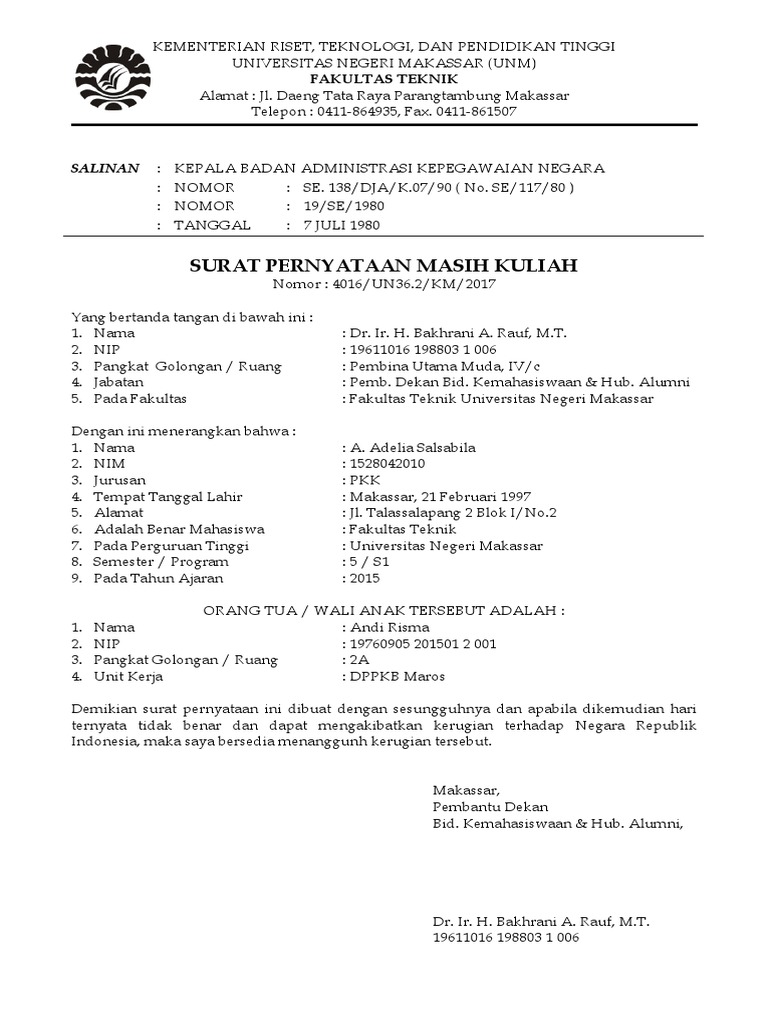 KEMENTERIAN RISET, TEKNOLOGI, DAN PENDIDIKAN TINGGI
UNIVERSITAS NEGERI MAKASSAR (UNM)
FAKULTAS TEKNIK
Alamat : Jl. Daeng Tata Raya Parangtambung Makassar
Telepon : 0411-864935, Fax. 0411-861507
SALINAN : KEPALA BADAN ADMINISTRASI KEPEGAWAIAN NEGARA
: NOMOR : SE. 138/DJA/K.07/90 ( No. SE/117/80 )
: NOMOR : 19/SE/1980
: TANGGAL : 7 JULI 1980
SURAT PERNYATAAN MASIH KULIAH
Nomor : 4016/UN36.2/KM/2017
Yang bertanda tangan di bawah ini :
1. Nama : Dr. Ir. H. Bakhrani A. Rauf, M.T.
2. NIP : 19611016 198803 1 006
3. Pangkat Golongan / Ruang : Pembina Utama Muda, IV/c
4. Jabatan : Pemb. Dekan Bid. Kemahasiswaan & Hub. Alumni
5. Pada Fakultas : Fakultas Teknik Universitas Negeri Makassar
Dengan ini menerangkan bahwa :
1. Nama : A. Adelia Salsabila
2. NIM : 1528042010
3. Jurusan : PKK
4. Tempat Tanggal Lahir : Makassar, 21 Februari 1997
5. Alamat : Jl. Talassalapang 2 Blok I/No.2
6. Adalah Benar Mahasiswa : Fakultas Teknik
7. Pada Perguruan Tinggi : Universitas Negeri Makassar
8. Semester / Program : 5 / S1
9. Pada Tahun Ajaran : 2015
ORANG TUA / WALI ANAK TERSEBUT ADALAH :
1. Nama : Andi Risma
2. NIP : 19760905 201501 2 001
3. Pangkat Golongan / Ruang : 2A
4. Unit Kerja : DPPKB Maros
Demikian surat pernyataan ini dibuat dengan sesungguhnya dan apabila dikemudian hari
ternyata tidak benar dan dapat mengakibatkan kerugian terhadap Negara Republik
Indonesia, maka saya bersedia menanggunh kerugian tersebut.
Makassar,
Pembantu Dekan
Bid. Kemahasiswaan & Hub. Alumni,
Dr. Ir. H. Bakhrani A. Rauf, M.T.
19611016 198803 1 006